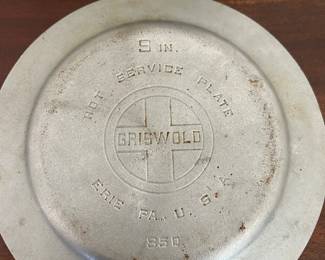 9 IN.
HOT SERVICE PLATE
GRISWOLD
ERIE PA., U. S. A.
850